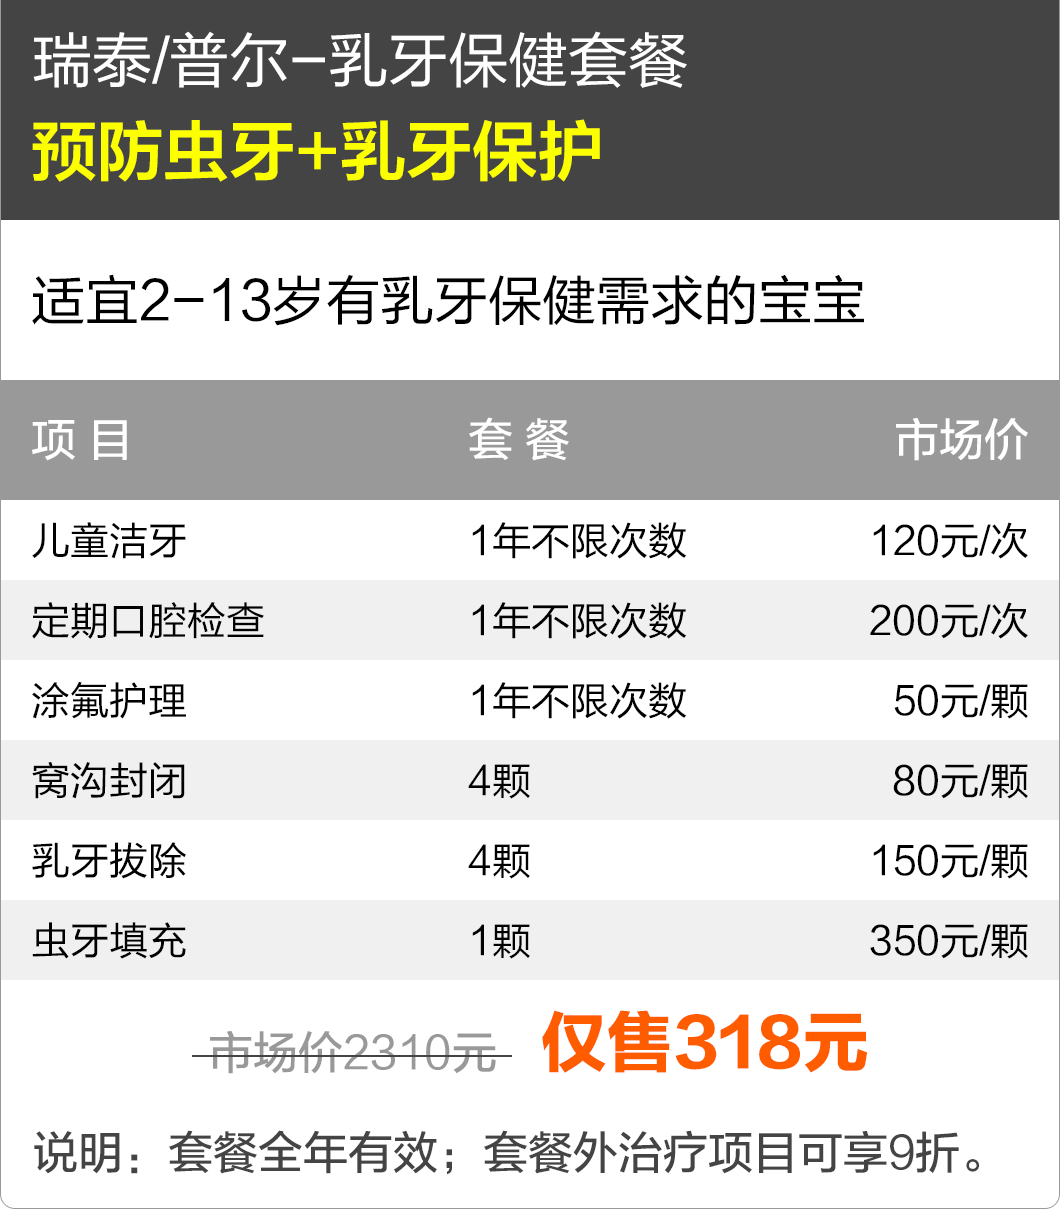 瑞泰/普尔-乳牙保健套餐
预防虫牙+乳牙保护
适宜2-13岁有乳牙保健需求的宝宝
项目 套餐 市场价
儿童洁牙 1年不限次数 120元/次
定期口腔检查 1年不限次数 200元/次
涂氟护理 1年不限次数 50元/颗
窝沟封闭 4颗 80元/颗
乳牙拔除 4颗 150元/颗
虫牙填充 1颗 350元/颗
市场价2310元 仅售318元
说明：套餐全年有效；套餐外治疗项目可享9折。